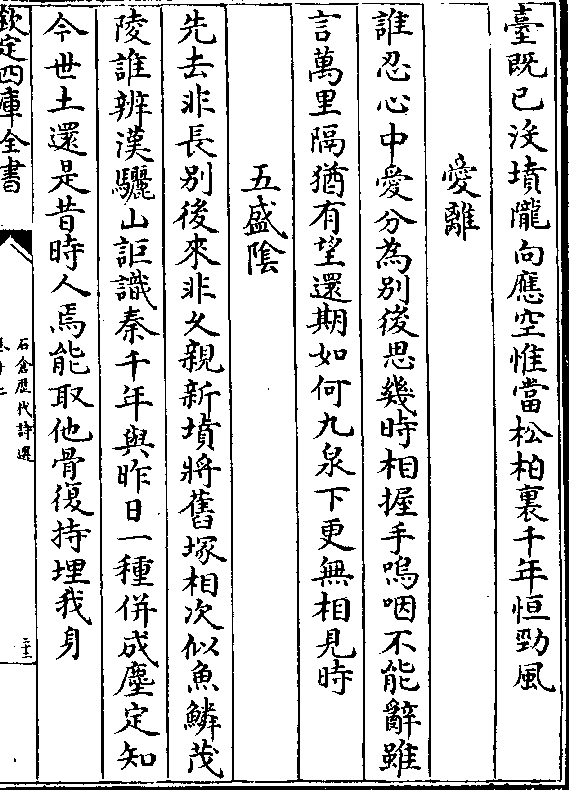 臺既已沒墳隴向應空惟當松柏裏千年恒勁風
愛離
誰忍心中愛分為別後思幾時相握手嗚咽不能辭雖
言萬里隔猶有望還期如何九泉下更無相見時
五盛陰
先去非長別後來非久親新墳將舊塚相次似魚鱗茂
陵誰辨漢驪山詎識秦千年與昨日一種併成塵定知
今世土還是昔時人焉能取他骨復持埋我身
欽定四庫全書
石倉歷代詩選